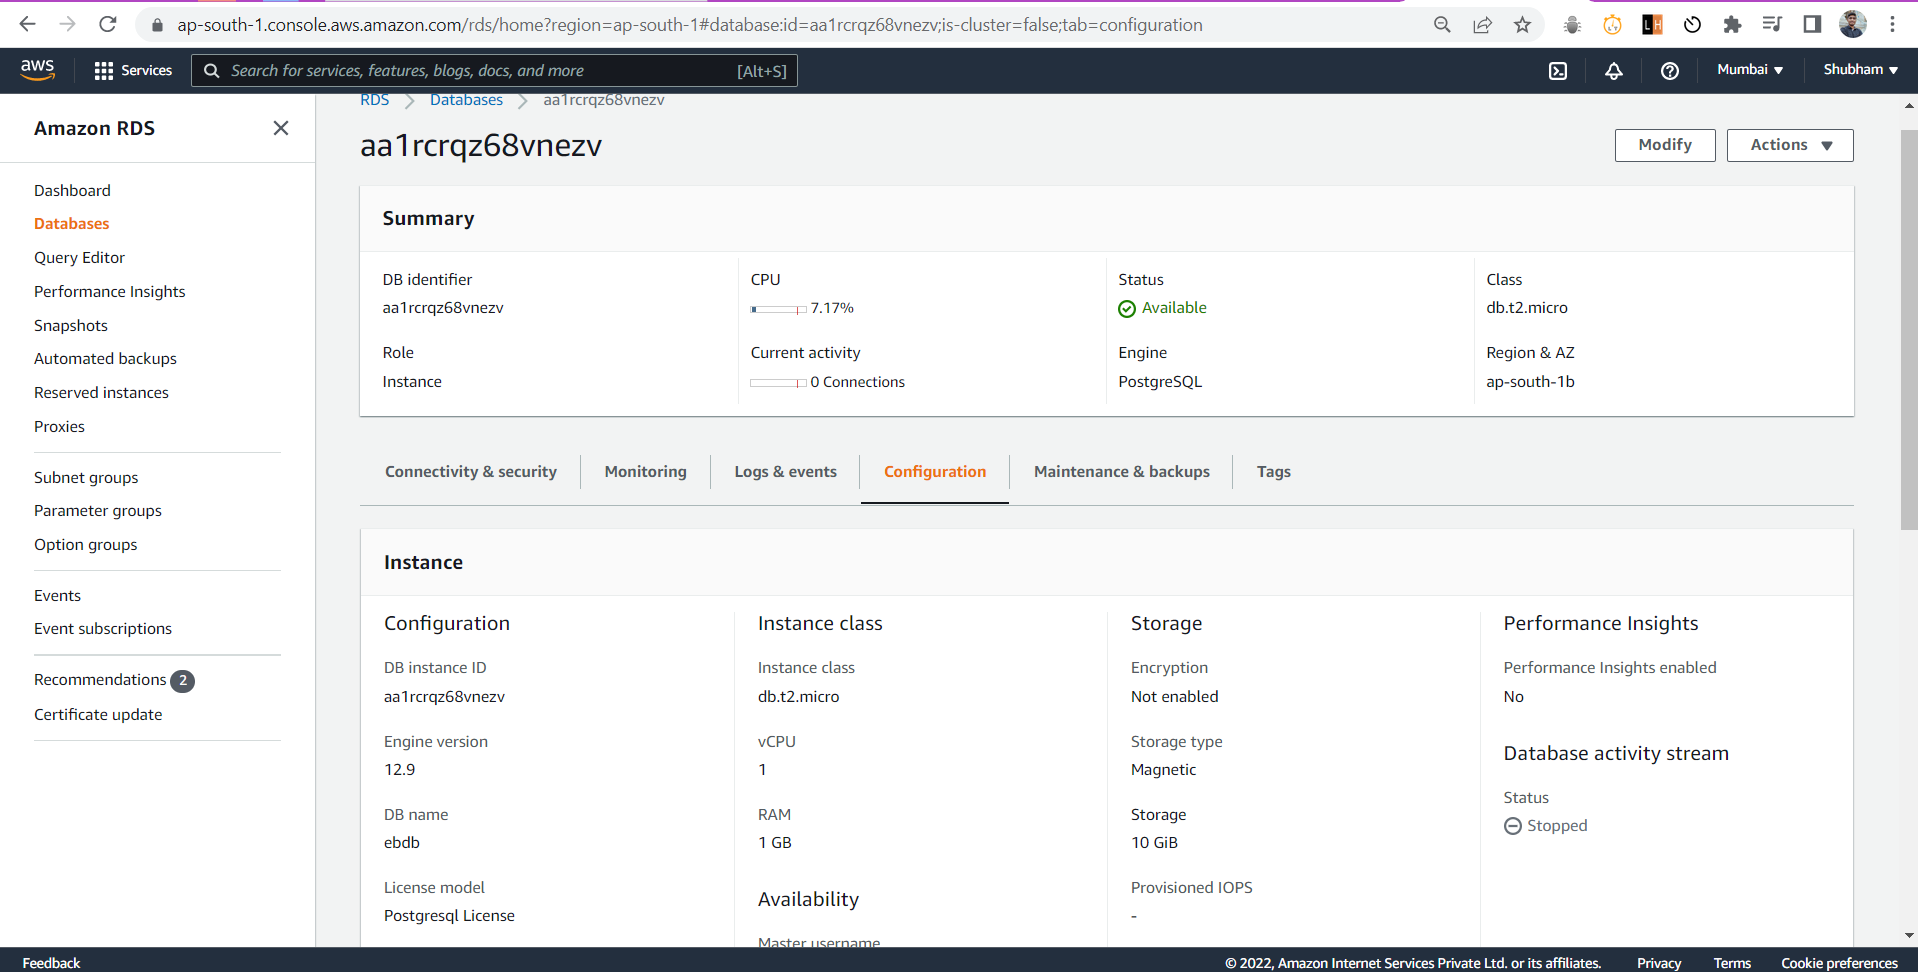 ap-south-1.console.aws.amazon.com/rds/home?region=ap-south-1#database:id=aa1rcrqz68vnezv;is-cluster=false;tab=configuration
aws Services Search for services, features, blogs, docs, and more [Alt+S] Mumbai Shubham
Amazon RDS
Dashboard
Databases
Query Editor
Performance Insights
Snapshots
Automated backups
Reserved instances
Proxies
Subnet groups
Parameter groups
Option groups
Events
Event subscriptions
Recommendations 2
Certificate update
RDS Databases aa1rcrqz68vnezv
aa1rcrqz68vnezv
Modify Actions
Summary
DB identifier CPU Status Class
aa1rcrqz68vnezv 7.17% Available db.t2.micro
Role Current activity Engine Region & AZ
Instance 0 Connections PostgreSQL ap-south-1b
Connectivity & security Monitoring Logs & events Configuration Maintenance & backups Tags
Instance
Configuration
DB instance ID
aa1rcrqz68vnezv
Engine version
12.9
DB name
ebdb
License model
Postgresql License
Instance class
Instance class
db.t2.micro
vCPU
1
RAM
1 GB
Availability
Master username
Storage
Encryption
Not enabled
Storage type
Magnetic
Storage
10 GiB
Provisioned IOPS
-
Performance Insights
Performance Insights enabled
No
Database activity stream
Status
Stopped
Feedback © 2022, Amazon Internet Services Private Ltd. or its affiliates. Privacy Terms Cookie preferences